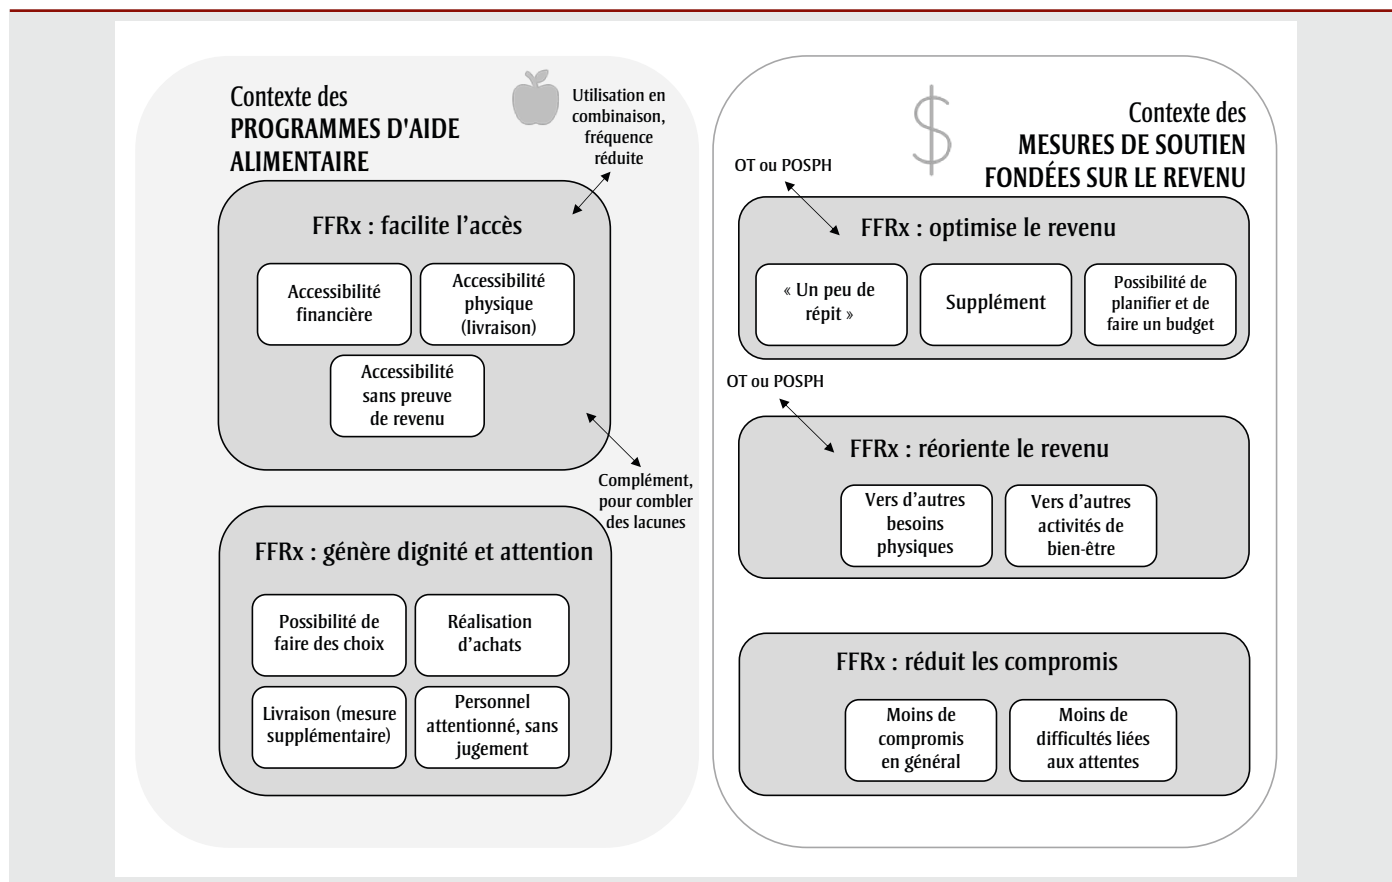 Contexte des
PROGRAMMES D'AIDE
ALIMENTAIRE
Utilisation en
combinaison,
fréquence
réduite
FFRx : facilite l’accès
Accessibilité
financière
Accessibilité
physique
(livraison)
Accessibilité
sans preuve
de revenu
Complément,
pour combler
des lacunes
FFRx : génère dignité et attention
Possibilité de
faire des choix
Réalisation
d’achats
Livraison (mesure
supplémentaire)
Personnel
attentionné, sans
jugement
Contexte des
MESURES DE SOUTIEN
FONDÉES SUR LE REVENU
OT ou POSPH
FFRx : optimise le revenu
« Un peu de
répit »
Supplément
Possibilité de
planifier et de
faire un budget
OT ou POSPH
FFRx : réoriente le revenu
Vers d’autres
besoins
physiques
Vers d’autres
activités de
bien-être
FFRx : réduit les compromis
Moins de
compromis
en général
Moins de
difficultés liées
aux attentes